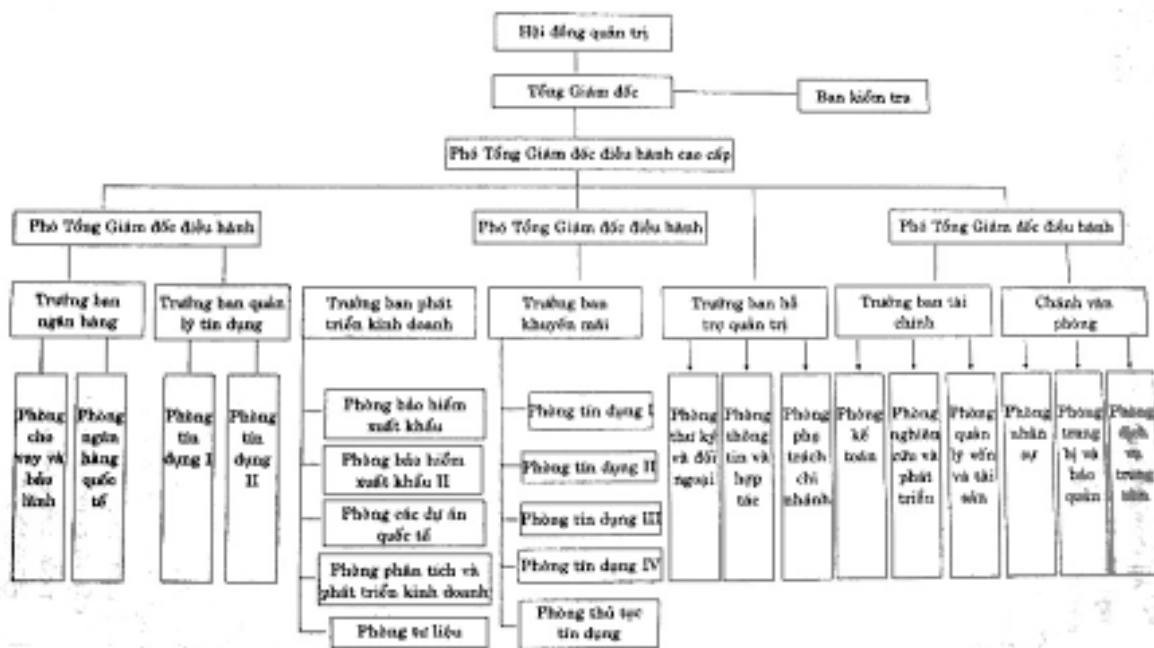 Hội đồng quản trị
Tổng Giám đốc
Ban kiểm tra
Phó Tổng Giám đốc điều hành cao cấp
Phó Tổng Giám đốc điều hành
Phó Tổng Giám đốc điều hành
Phó Tổng Giám đốc điều hành
Trưởng ban
ngân hàng
Trưởng ban quản
lý tín dụng
Trưởng ban phát
triển kinh doanh
Trưởng ban
khuyến mãi
Trưởng ban hỗ
trợ quản trị
Trưởng ban tài
chính
Chánh văn
phòng
Phòng
cho
vay và
bảo
lãnh
Phòng
ngân
hàng
quốc
tế
Phòng
tín
dụng I
Phòng
tín
dụng
II
Phòng bảo hiểm
xuất khẩu
Phòng bảo hiểm
xuất khẩu II
Phòng các dự án
quốc tế
Phòng phân tích và
phát triển kinh doanh
Phòng tư liệu
Phòng tín dụng I
Phòng tín dụng II
Phòng tín dụng III
Phòng tín dụng IV
Phòng thủ tục
tín dụng
Phòng
thư ký
và đối
ngoại
Phòng
thông
tin và
hợp
tác
Phòng
phụ
trách
chi
nhánh
Phòng
kế
toán
Phòng
nghiên
cứu và
phát
triển
Phòng
quản
lý vốn
và tài
sản
Phòng
nhân
sự
Phòng
trang
bị và
bảo
quản
Phòng
dịch
vụ